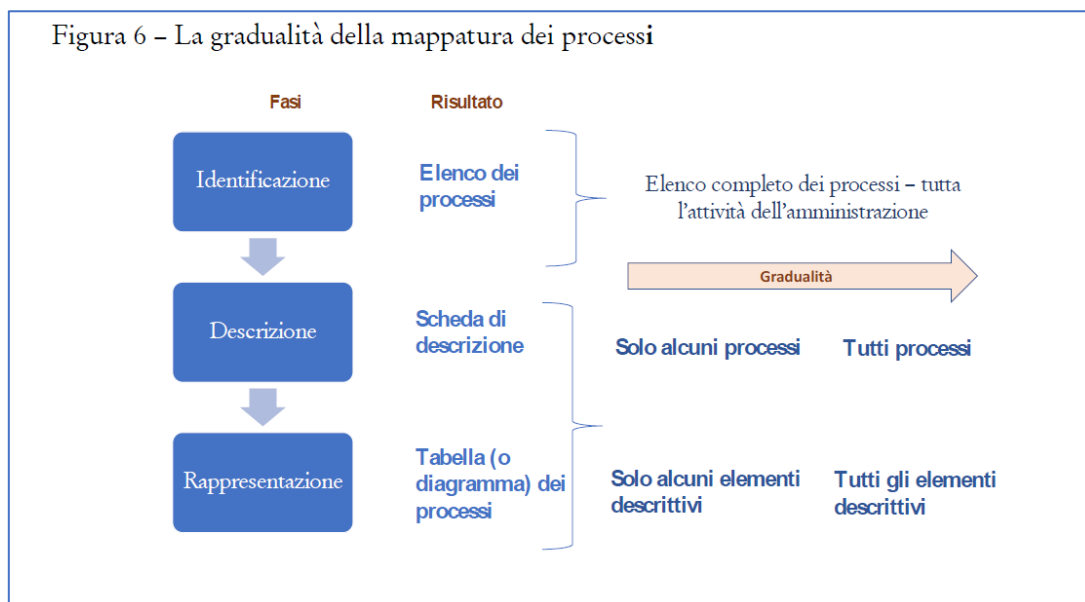 Figura 6 – La gradualità della mappatura dei processi
Fasi
Risultato
Identificazione
Elenco dei
processi
Elenco completo dei processi – tutta
l'attività dell'amministrazione
Gradualità
Descrizione
Scheda di
descrizione
Solo alcuni processi
Tutti processi
Rappresentazione
Tabella (o
diagramma) dei
processi
Solo alcuni elementi
descrittivi
Tutti gli elementi
descrittivi